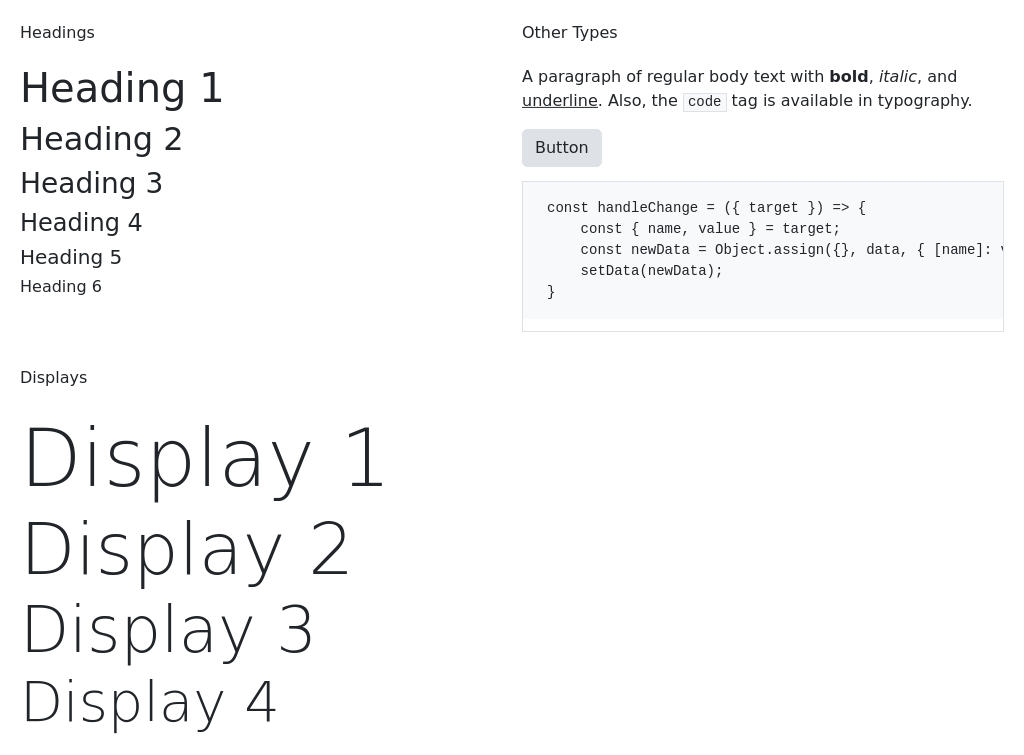 Headings
Heading 1
Heading 2
Heading 3
Heading 4
Heading 5
Heading 6
Other Types
A paragraph of regular body text with bold, italic, and
underline. Also, the code tag is available in typography.
Button
const handleChange = ({ target }) => {
    const { name, value } = target;
    const newData = Object.assign({}, data, { [name]:
    setData(newData);
}
Displays
Display 1
Display 2
Display 3
Display 4